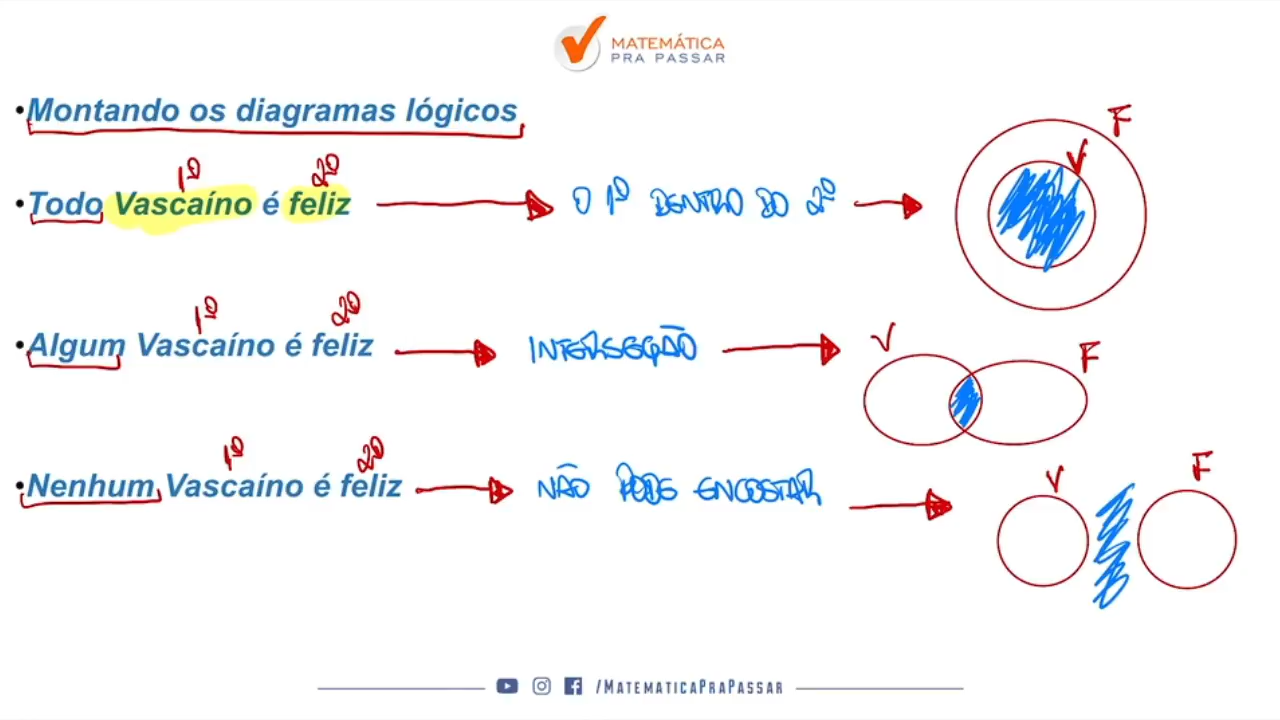 MATEMÁTICA
PRA PASSAR
•Montando os diagramas lógicos
1º 2º
•Todo Vascaíno é feliz O 1º DENTRO DO 2º
F
V
1º 2º
•Algum Vascaíno é feliz INTERSEÇÃO
V F
1º 2º
•Nenhum Vascaíno é feliz NÃO PODE ENCOSTAR
V F
/MATEMATICAPRAPASSAR